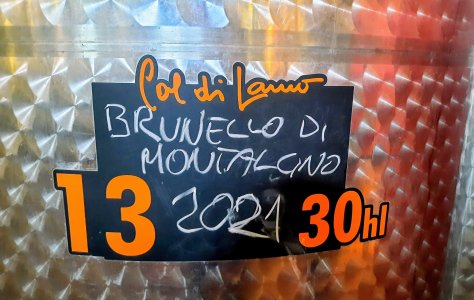 Col di Lamo
BRUNELLO DI
MONTALCINO
13 2021 30hl